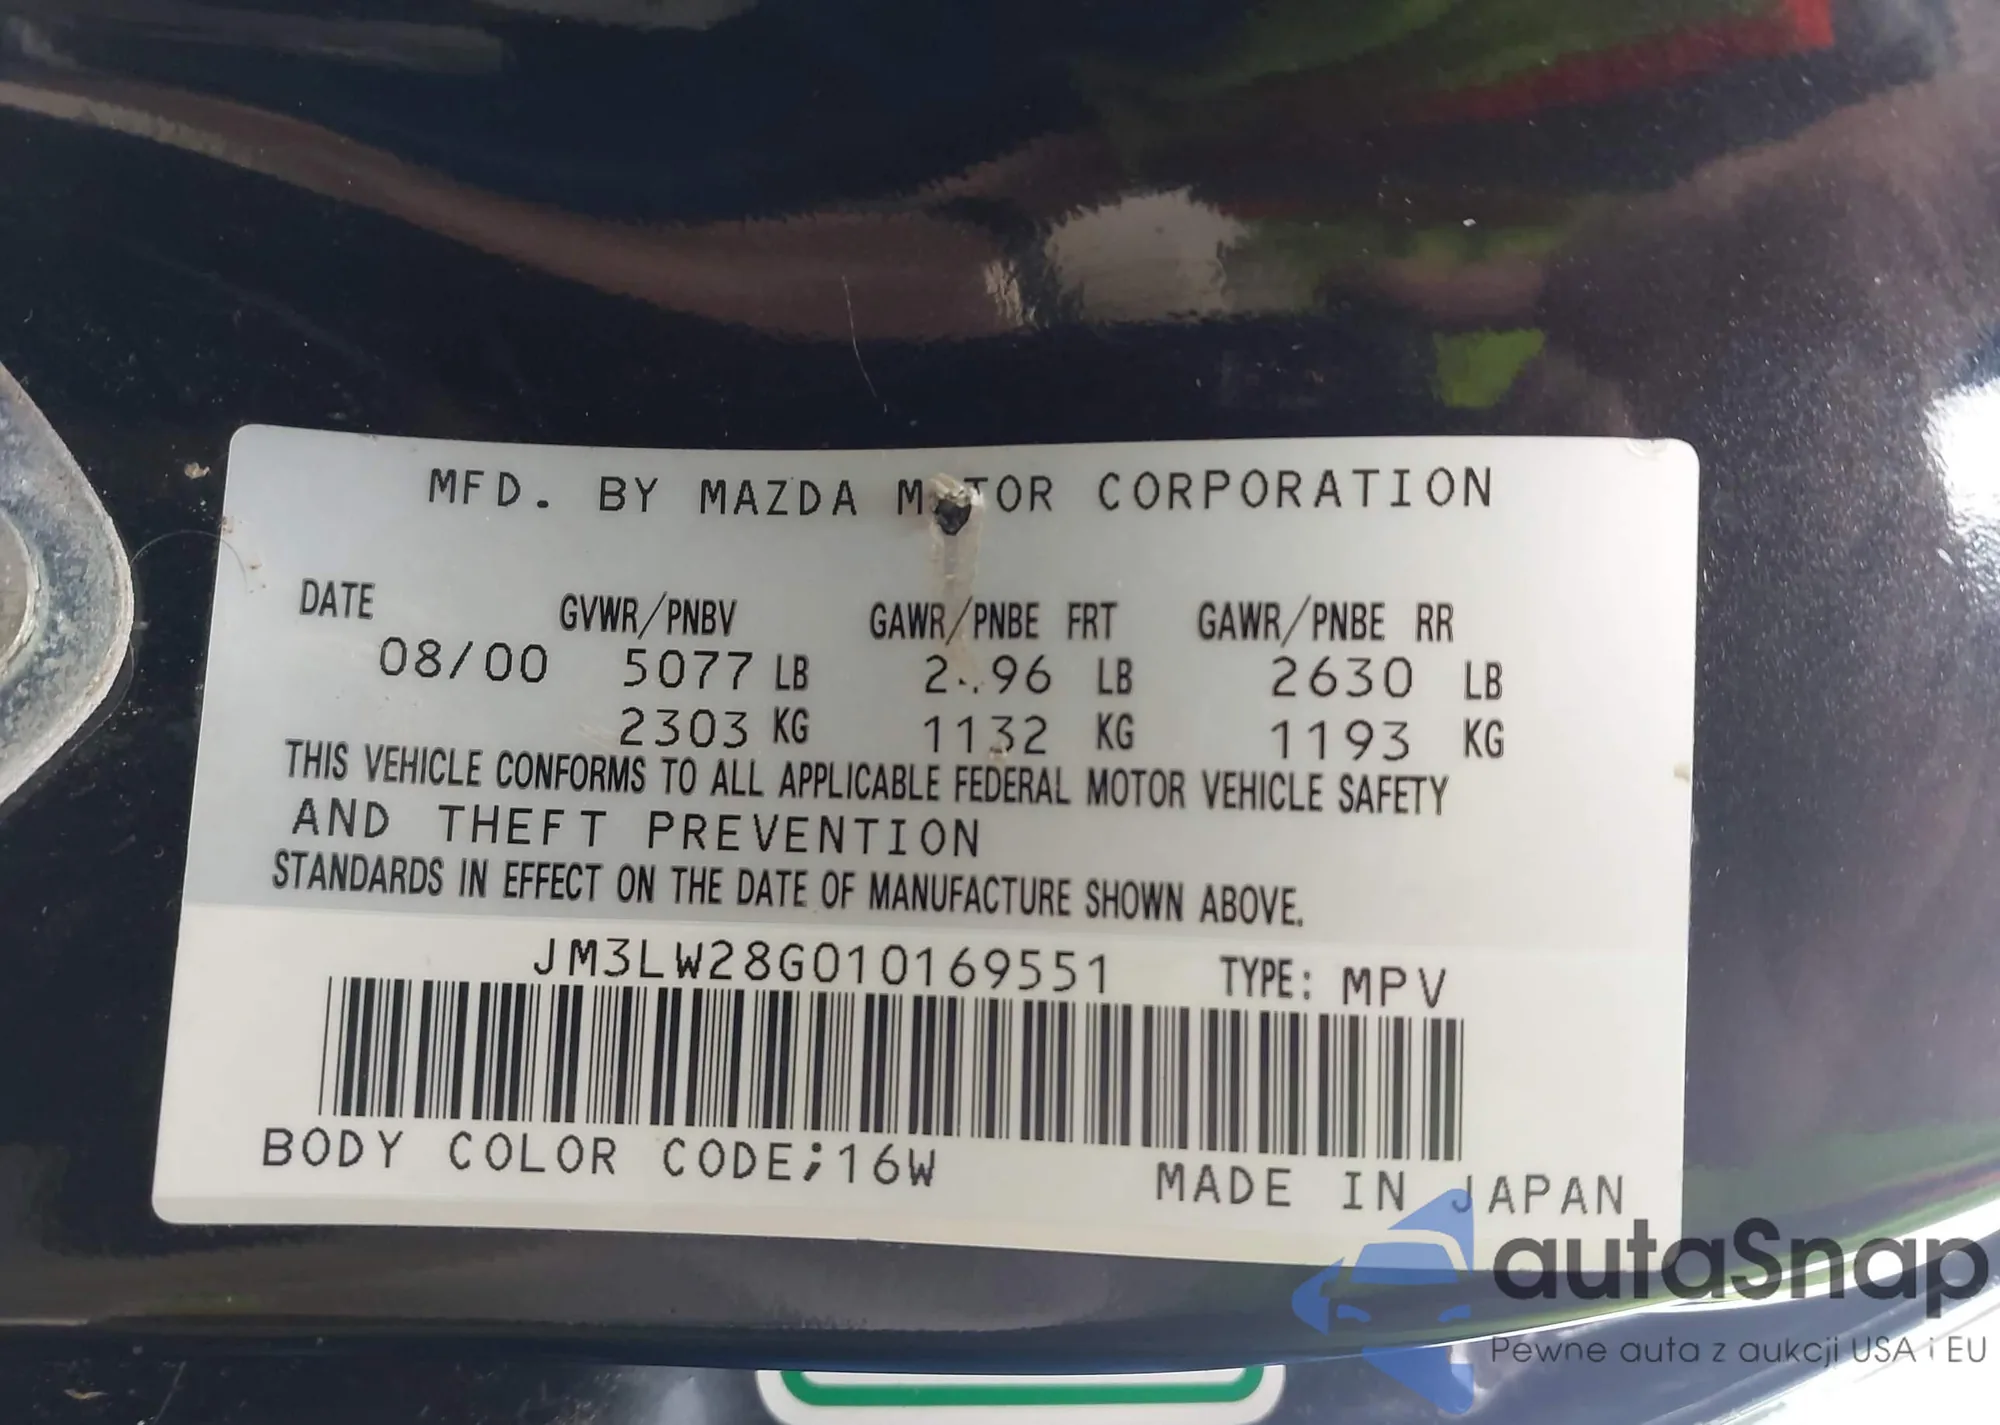 MFD. BY MAZDA MOTOR CORPORATION
DATE GVWR/PNBV GAWR/PNBE FRT GAWR/PNBE RR
08/00 5077 LB LB 2630 LB
2303 KG 1132 KG 1193 KG
THIS VEHICLE CONFORMS TO ALL APPLICABLE FEDERAL MOTOR VEHICLE SAFETY
AND THEFT PREVENTION
STANDARDS IN EFFECT ON THE DATE OF MANUFACTURE SHOWN ABOVE.
JM3LW28G010169551 TYPE: MPV
BODY COLOR CODE;16W MADE IN JAPAN
autaSnap
Pewne auta z aukcji USA i EU